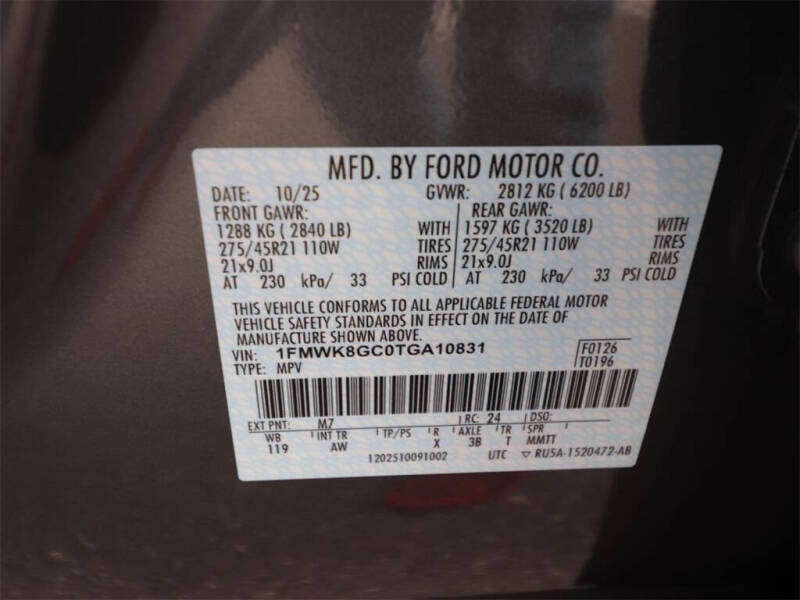 MFD. BY FORD MOTOR CO.
DATE: 10/25 GVWR: 2812 KG ( 6200 LB)
FRONT GAWR: REAR GAWR:
1288 KG ( 2840 LB) WITH 1597 KG ( 3520 LB) WITH
275/45R21 110W TIRES 275/45R21 110W TIRES
21x9.0J RIMS 21x9.0J RIMS
AT 230 kPa/ 33 PSI COLD AT 230 kPa/ 33 PSI COLD
THIS VEHICLE CONFORMS TO ALL APPLICABLE FEDERAL MOTOR
VEHICLE SAFETY STANDARDS IN EFFECT ON THE DATE OF
MANUFACTURE SHOWN ABOVE.
VIN: 1FMWK8GC0TGA10831 F0126
TYPE: MPV T0196
EXT PNT: M7 RC: 24 DSO:
WB INT TR TP/PS R AXLE TR SPR
119 AW X 3B T MMTT
1202510091002 UTC ▽ RU5A-1520472-AB